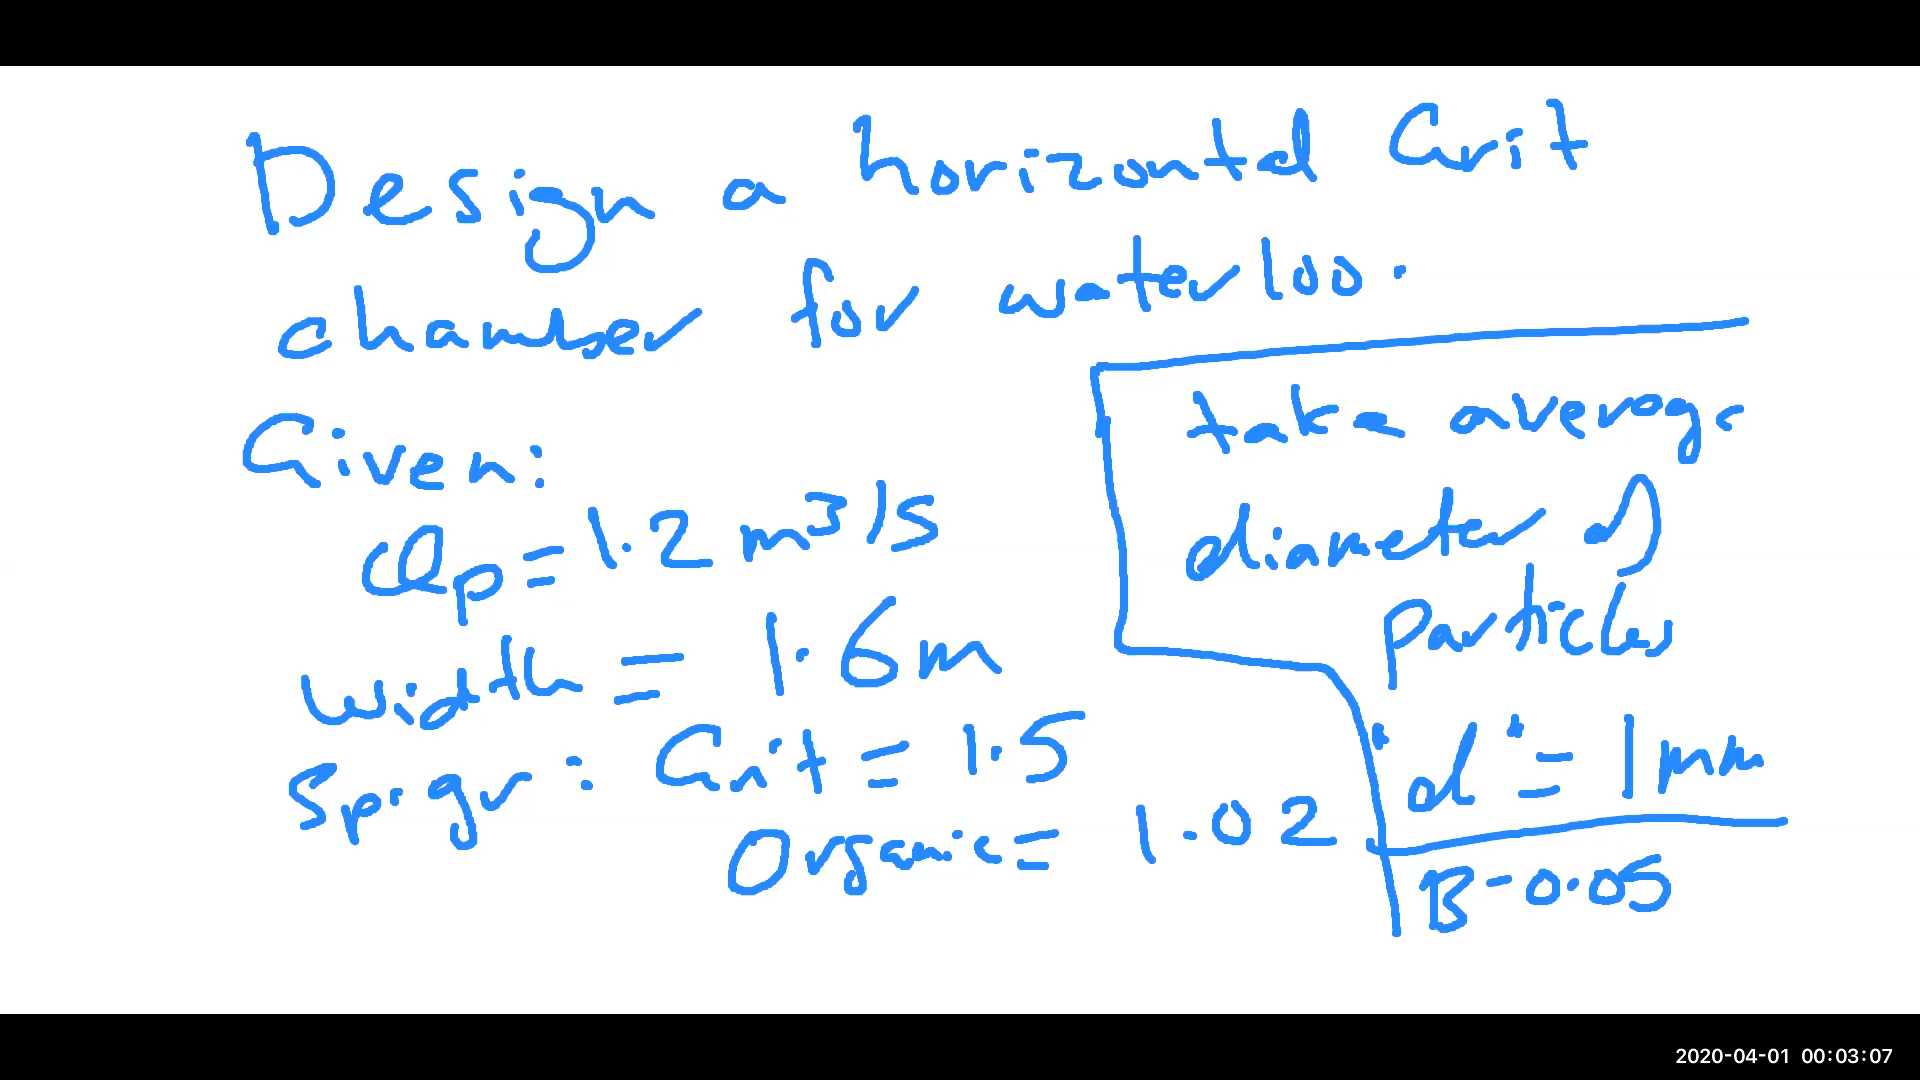 Design a horizontal Grit
chamber for waterloo.
Given:
Qp = 1.2 m³/s
width = 1.6m
Sp. gr: Grit = 1.5
Organic = 1.02
take average
diameter of
particles
"d" = 1mm
B - 0.05
2020-04-01 00:03:07